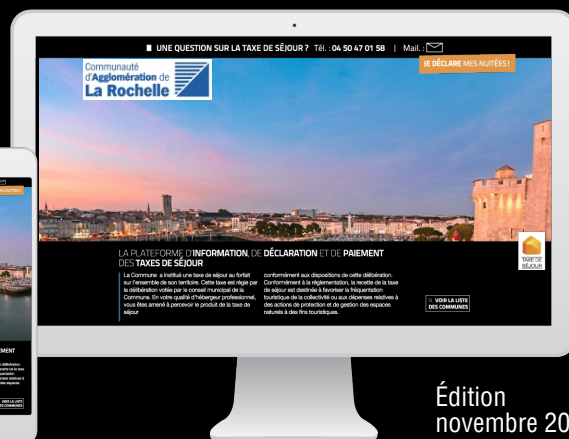 UNE QUESTION SUR LA TAXE DE SÉJOUR ? Tél. : 04 50 47 01 58 | Mail. :
JE DÉCLARE MES NUITÉES !
Communauté
d'Agglomération de
La Rochelle
LA PLATEFORME D'INFORMATION, DE DÉCLARATION ET DE PAIEMENT
DES TAXES DE SÉJOUR
La Commune a institué une taxe de séjour au forfait
sur l'ensemble de son territoire. Cette taxe est régie par
la délibération votée par le conseil municipal de la
Commune. En votre qualité d'hébergeur professionnel,
vous êtes amené à percevoir le produit de la taxe de
séjour
conformément aux dispositions de cette délibération.
Conformément à la réglementation, la recette de la taxe
de séjour est destinée à favoriser la fréquentation
touristique de la collectivité ou aux dépenses relatives à
des actions de protection et de gestion des espaces
naturels à des fins touristiques.
TAXE DE
SÉJOUR
VOIR LA LISTE
DES COMMUNES
Édition
novembre 20